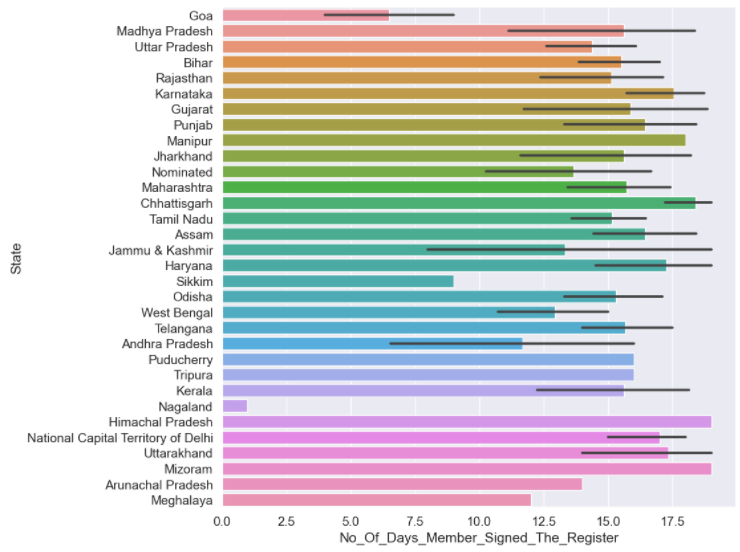 Goa
Madhya Pradesh
Uttar Pradesh
Bihar
Rajasthan
Karnataka
Gujarat
Punjab
Manipur
Jharkhand
Nominated
Maharashtra
Chhattisgarh
Tamil Nadu
Assam
Jammu & Kashmir
Haryana
Sikkim
Odisha
West Bengal
Telangana
Andhra Pradesh
Puducherry
Tripura
Kerala
Nagaland
Himachal Pradesh
National Capital Territory of Delhi
Uttarakhand
Mizoram
Arunachal Pradesh
Meghalaya
State
0.0 2.5 5.0 7.5 10.0 12.5 15.0 17.5
No_Of_Days_Member_Signed_The_Register